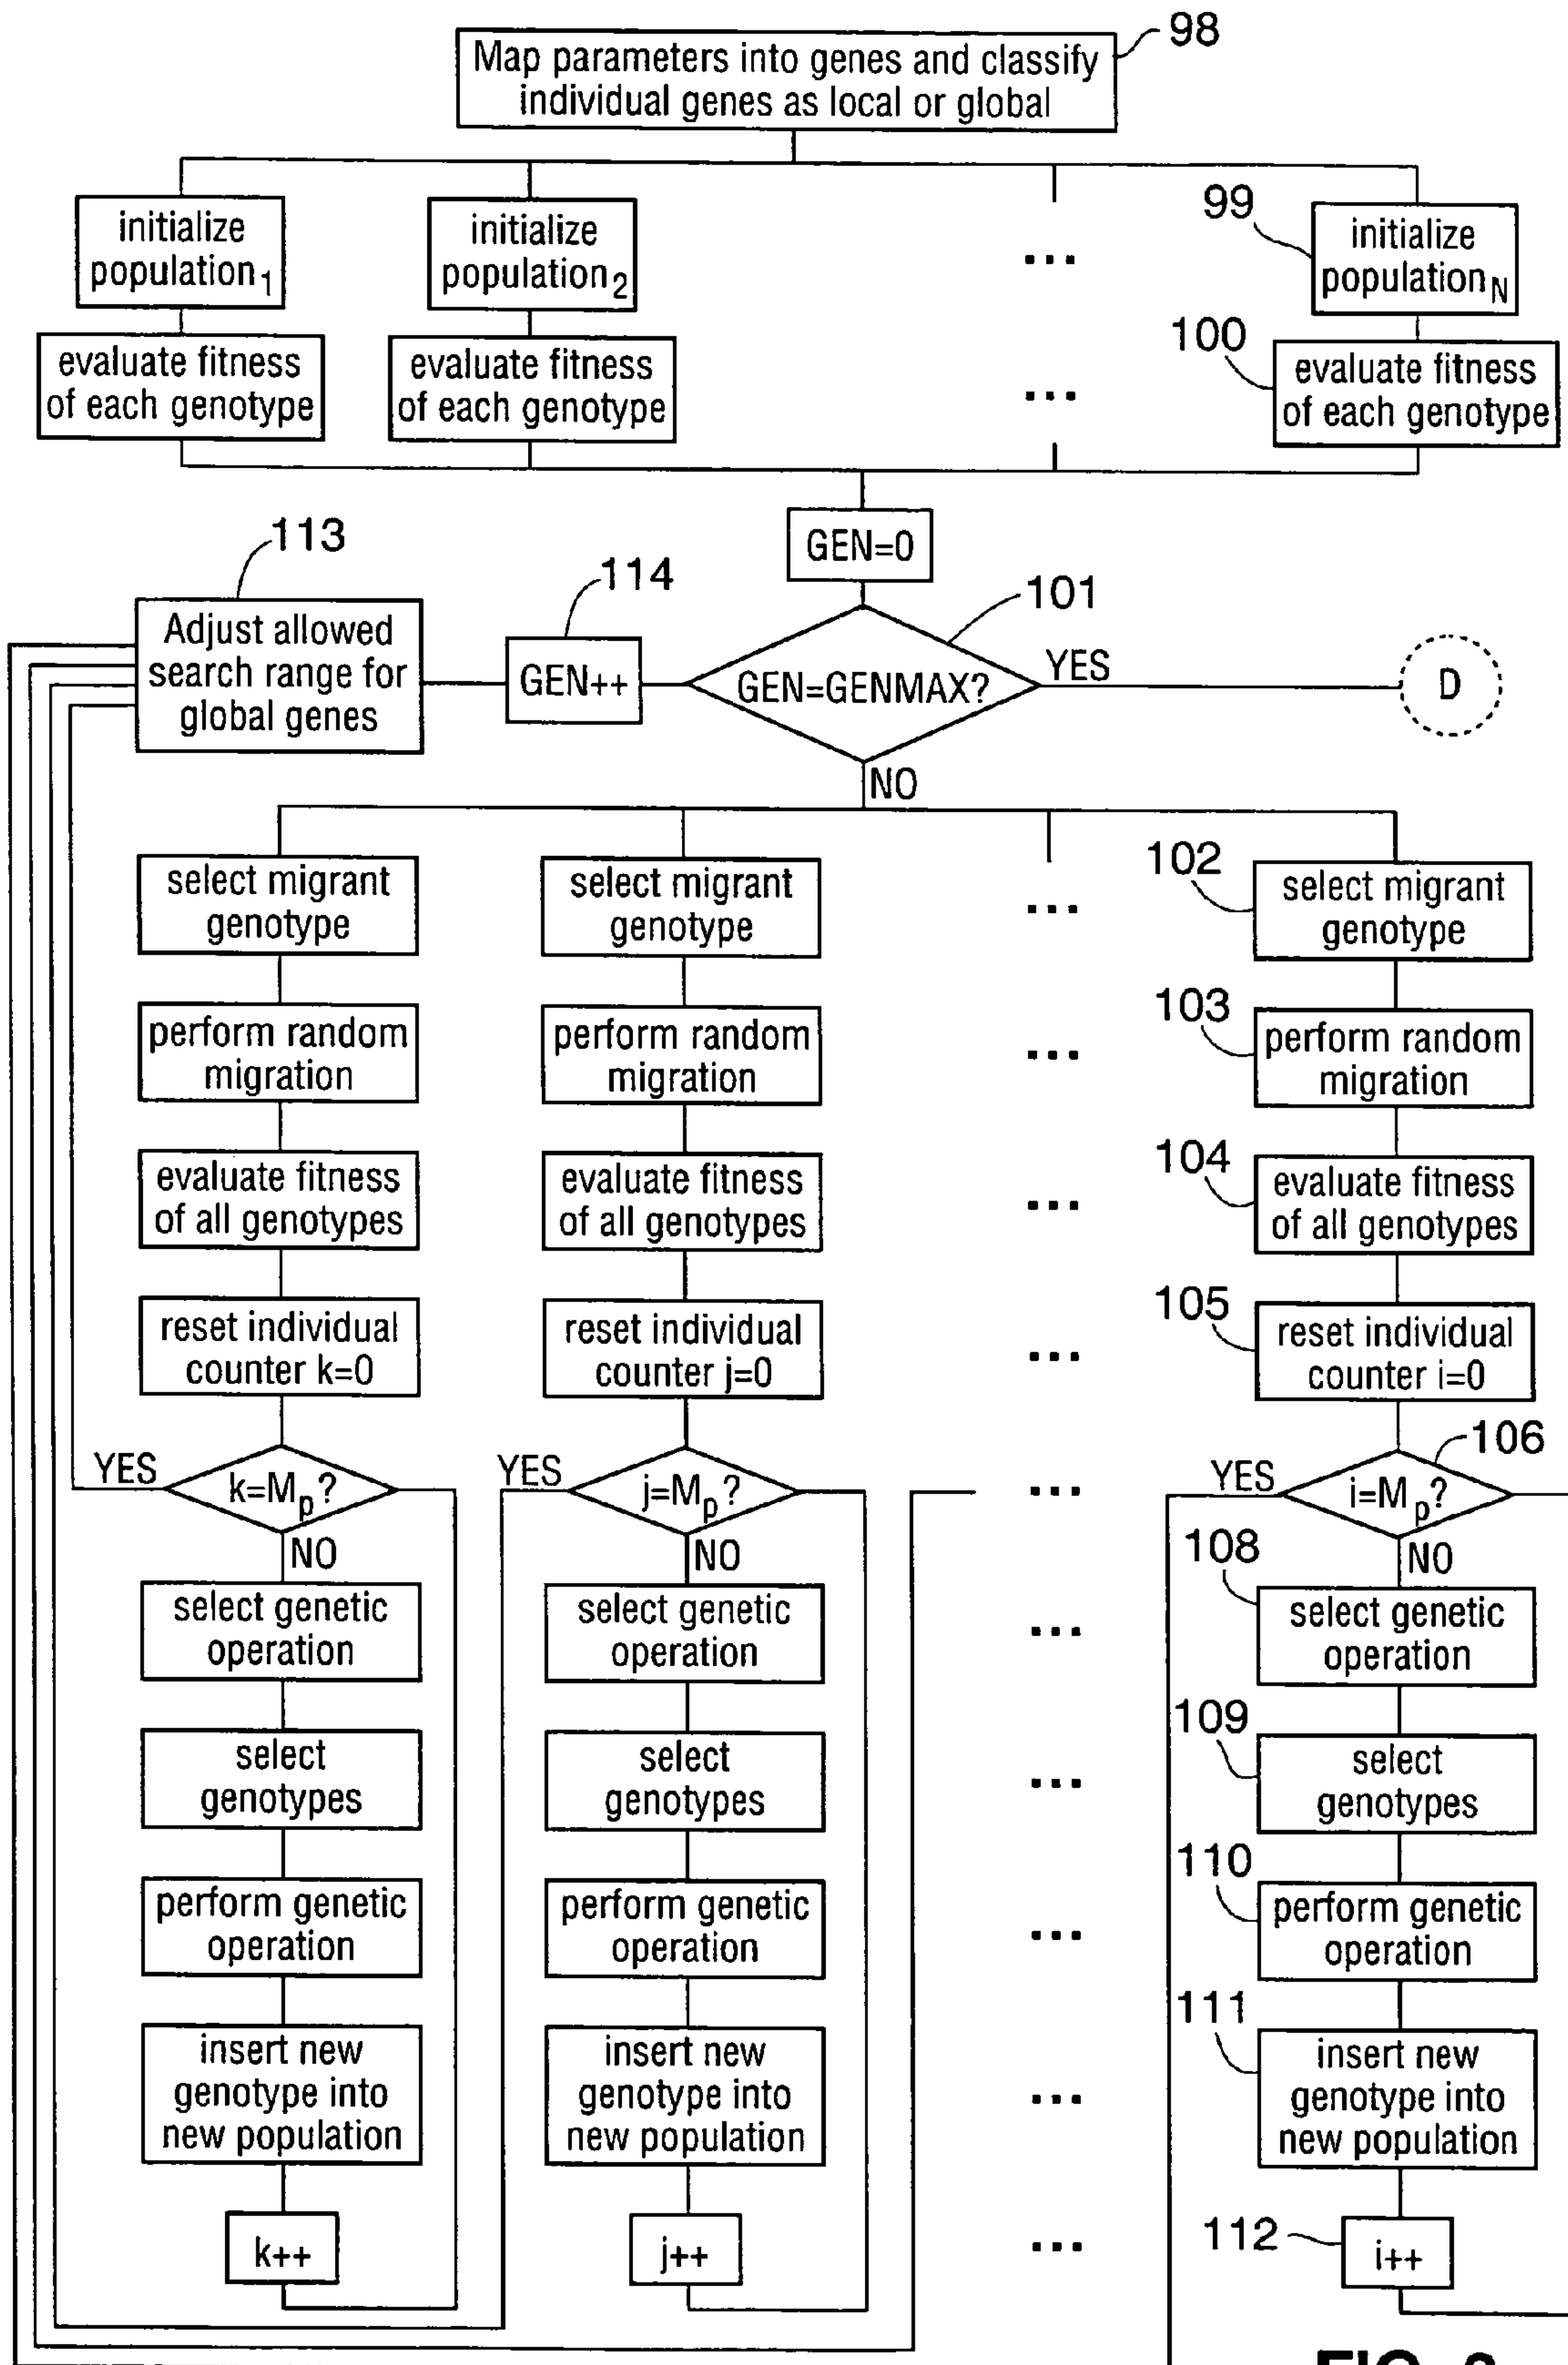 98
Map parameters into genes and classify
individual genes as local or global
initialize
population1
initialize
population2
...
99
initialize
populationN
evaluate fitness
of each genotype
evaluate fitness
of each genotype
...
100
evaluate fitness
of each genotype
GEN=0
113
Adjust allowed
search range for
global genes
114
GEN++
101
GEN=GENMAX?
YES
D
NO
select migrant
genotype
select migrant
genotype
...
102
select migrant
genotype
perform random
migration
perform random
migration
...
103
perform random
migration
evaluate fitness
of all genotypes
evaluate fitness
of all genotypes
...
104
evaluate fitness
of all genotypes
reset individual
counter k=0
reset individual
counter j=0
...
105
reset individual
counter i=0
YES
k=Mp?
NO
YES
j=Mp?
NO
...
106
YES
i=Mp?
NO
select genetic
operation
select genetic
operation
...
108
select genetic
operation
select
genotypes
select
genotypes
...
109
select
genotypes
perform genetic
operation
perform genetic
operation
...
110
perform genetic
operation
insert new
genotype into
new population
insert new
genotype into
new population
...
111
insert new
genotype into
new population
k++
j++
...
112
i++
FIG.